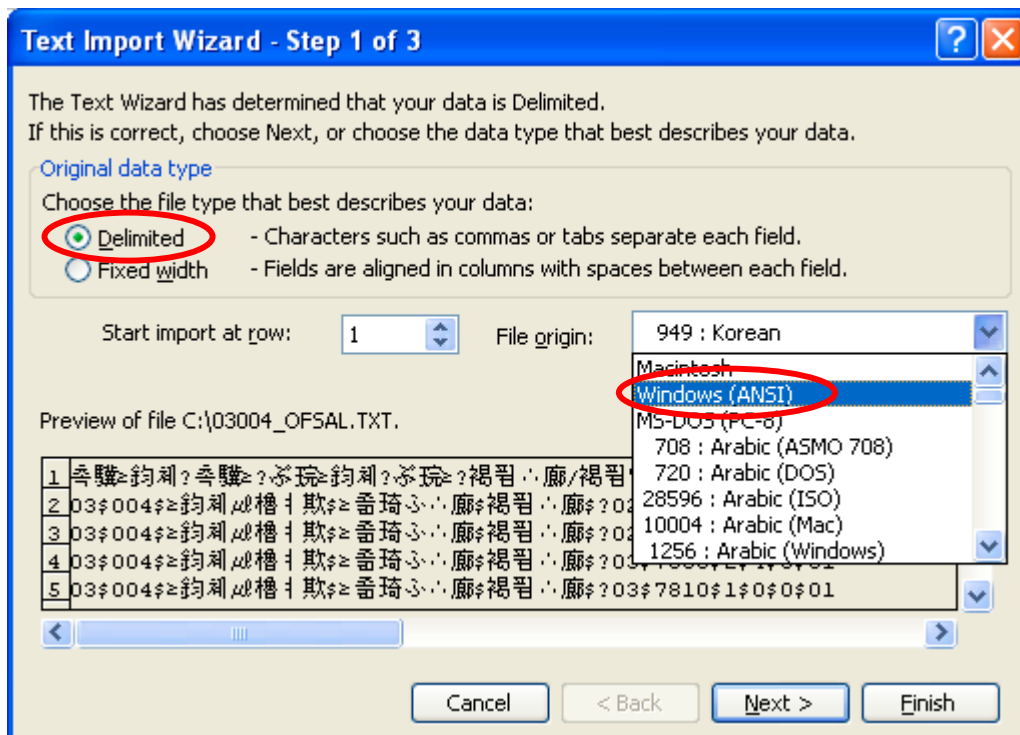 Text Import Wizard - Step 1 of 3
The Text Wizard has determined that your data is Delimited.
If this is correct, choose Next, or choose the data type that best describes your data.
Original data type
Choose the file type that best describes your data:
Delimited - Characters such as commas or tabs separate each field.
Fixed width - Fields are aligned in columns with spaces between each field.
Start import at row: 1 File origin: 949 : Korean
Macintosh
Windows (ANSI)
MS-DOS (PC-8)
708 : Arabic (ASMO 708)
720 : Arabic (DOS)
28596 : Arabic (ISO)
10004 : Arabic (Mac)
1256 : Arabic (Windows)
Preview of file C:\03004_OFSAL.TXT.
1
2 03$004$
3 03$004$
4 03$004$
5 03$004$ $?03$7810$1$0$0$01
Cancel < Back Next > Finish